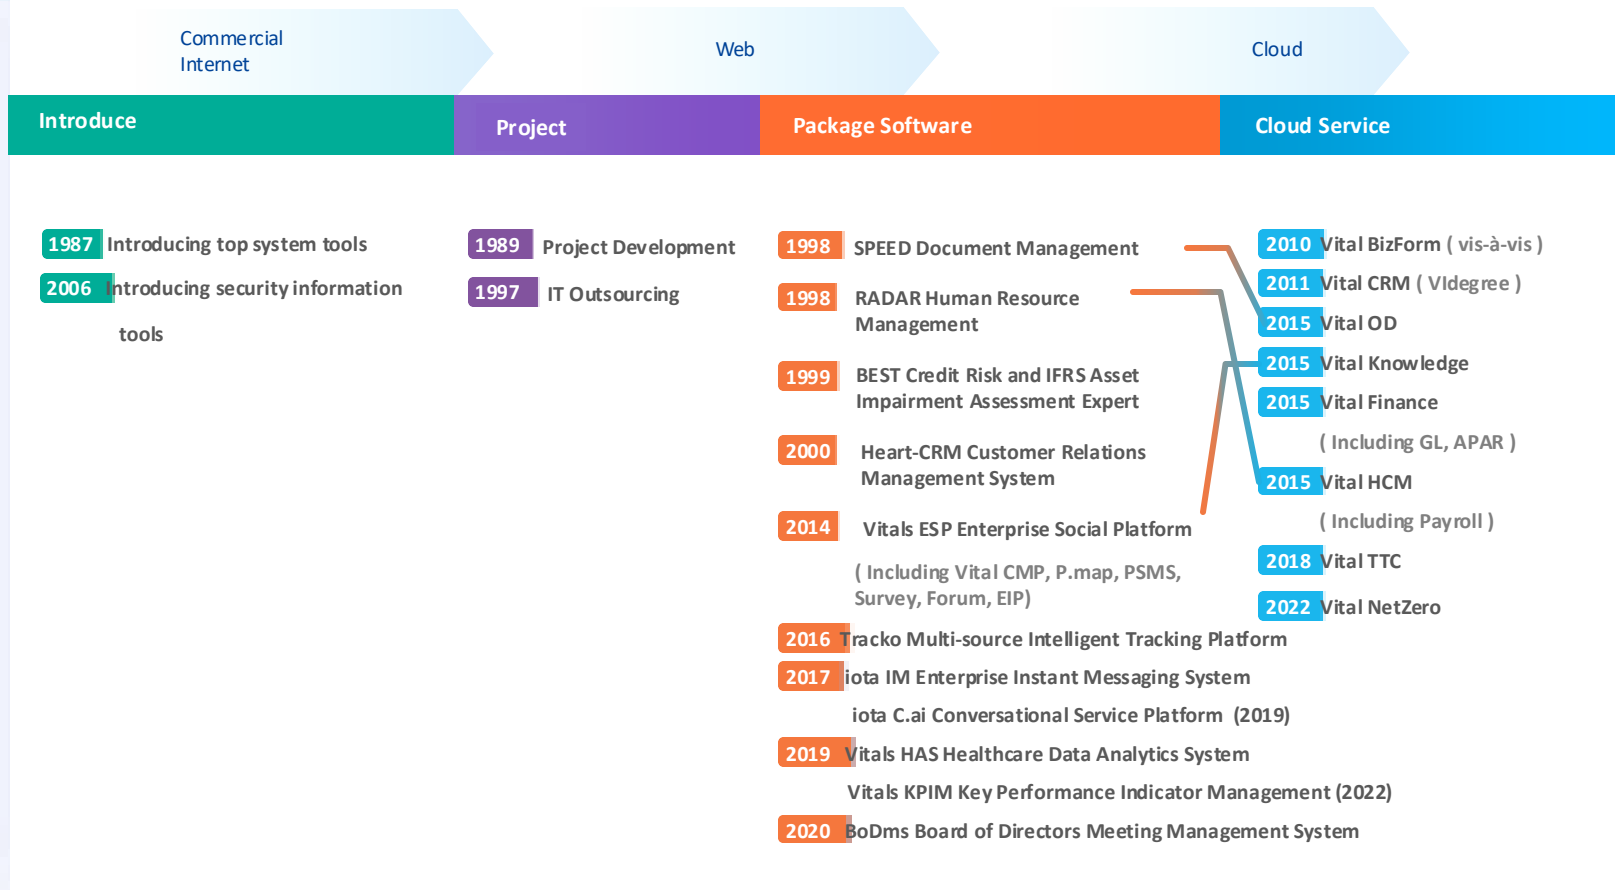 Commercial
Internet
Web
Cloud
Introduce
Project
Package Software
Cloud Service
1987 Introducing top system tools
2006 Introducing security information
tools
1989 Project Development
1997 IT Outsourcing
1998 SPEED Document Management
1998 RADAR Human Resource
Management
1999 BEST Credit Risk and IFRS Asset
Impairment Assessment Expert
2000 Heart-CRM Customer Relations
Management System
2014 Vitals ESP Enterprise Social Platform
( Including Vital CMP, P.map, PSMS,
Survey, Forum, EIP)
2016 Tracko Multi-source Intelligent Tracking Platform
2017 iota IM Enterprise Instant Messaging System
iota C.ai Conversational Service Platform (2019)
2019 Vitals HAS Healthcare Data Analytics System
Vitals KPIM Key Performance Indicator Management (2022)
2020 BoDms Board of Directors Meeting Management System
2010 Vital BizForm ( vis-à-vis )
2011 Vital CRM ( VIdegree )
2015 Vital OD
2015 Vital Knowledge
2015 Vital Finance
( Including GL, APAR )
2015 Vital HCM
( Including Payroll )
2018 Vital TTC
2022 Vital NetZero